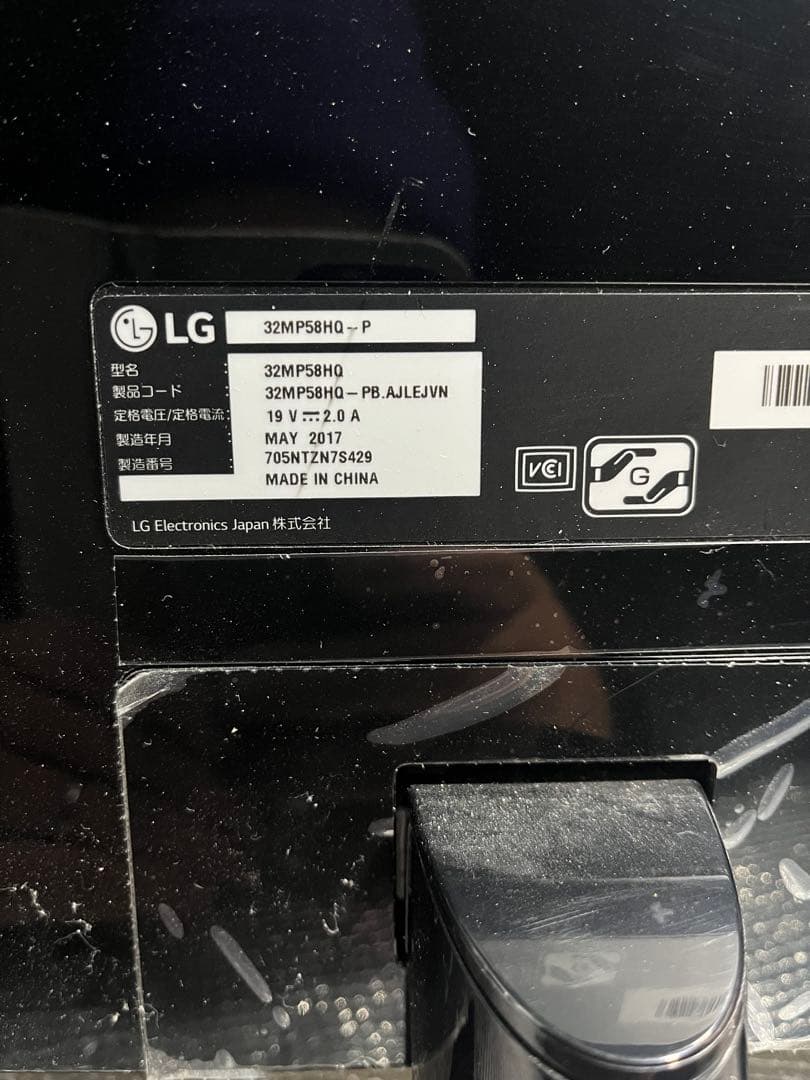 LG 32MP58HQ-P
型名 32MP58HQ
製品コード 32MP58HQ-PB.AJLEJVN
定格電圧/定格電流: 19 V ⎓ 2.0 A
製造年月 MAY 2017
製造番号 705NTZN7S429
MADE IN CHINA
VCCI
G
LG Electronics Japan 株式会社